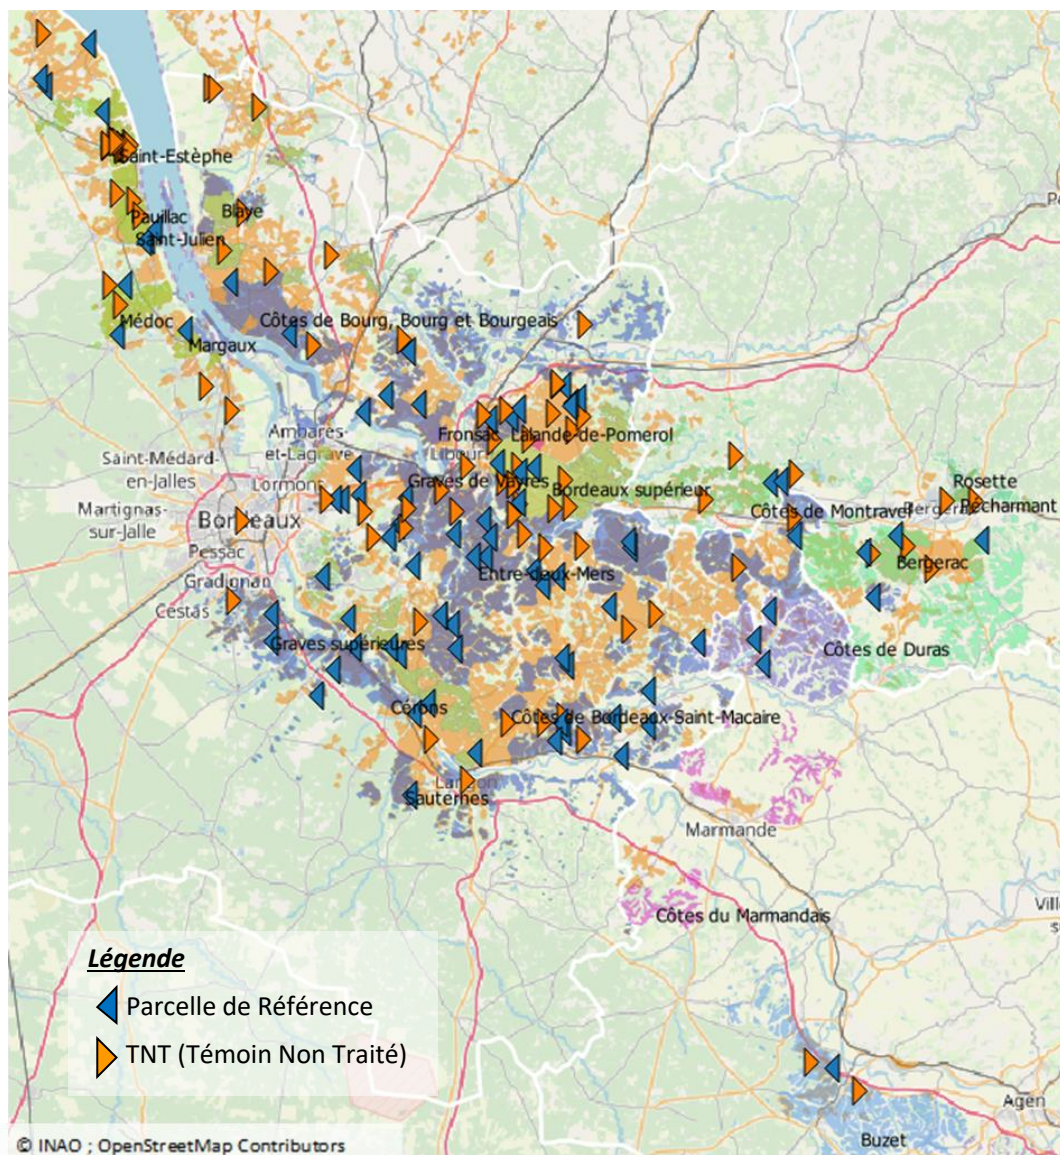 Saint-Estèphe
Pauillac
Blaye
Saint-Julien
Médoc
Côtes de Bourg, Bourg et Bourgeais
Margaux
Ambarès-
et-Lagrave
Fronsac
Lalande-de-Pomerol
Saint-Médard-
en-Jalles
Lormont
Graves de Vayres
Bordeaux supérieur
Rosette
Martignas-
sur-Jalle
Bordeaux
Côtes de Montravel
Pécharmant
Pessac
Gradignan
Entre-deux-Mers
Bergerac
Cestas
Graves supérieures
Côtes de Duras
Cérons
Côtes de Bordeaux-Saint-Macaire
Langon
Sauternes
Marmande
Côtes du Marmandais
Légende
Parcelle de Référence
TNT (Témoin Non Traité)
Agen
Buzet
© INAO ; OpenStreetMap Contributors